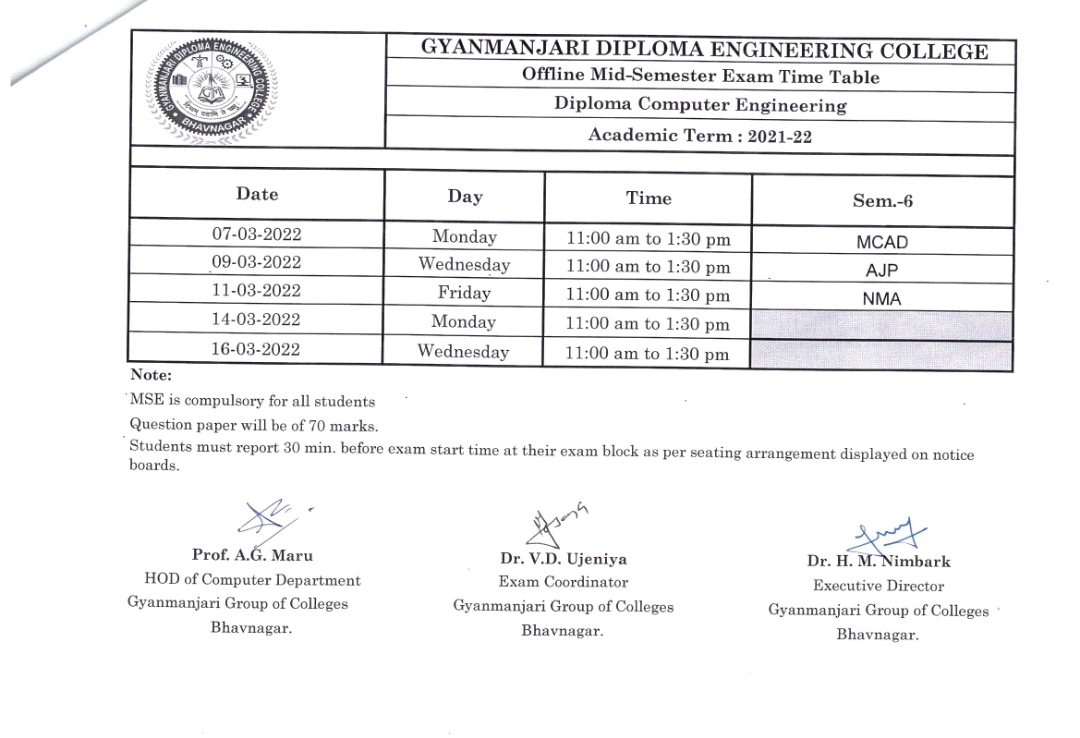 GYANMANJARI DIPLOMA ENGINEERING COLLEGE
GYANMANJARI DIPLOMA ENGINEERING COLLEGE
BHAVNAGAR
Offline Mid-Semester Exam Time Table
Diploma Computer Engineering
Academic Term : 2021-22
Date Day Time Sem.-6
07-03-2022 Monday 11:00 am to 1:30 pm MCAD
09-03-2022 Wednesday 11:00 am to 1:30 pm AJP
11-03-2022 Friday 11:00 am to 1:30 pm NMA
14-03-2022 Monday 11:00 am to 1:30 pm
16-03-2022 Wednesday 11:00 am to 1:30 pm
Note:
MSE is compulsory for all students
Question paper will be of 70 marks.
Students must report 30 min. before exam start time at their exam block as per seating arrangement displayed on notice
boards.
Prof. A.G. Maru Dr. V.D. Ujeniya Dr. H. M. Nimbark
HOD of Computer Department Exam Coordinator Executive Director
Gyanmanjari Group of Colleges Gyanmanjari Group of Colleges Gyanmanjari Group of Colleges
Bhavnagar. Bhavnagar. Bhavnagar.